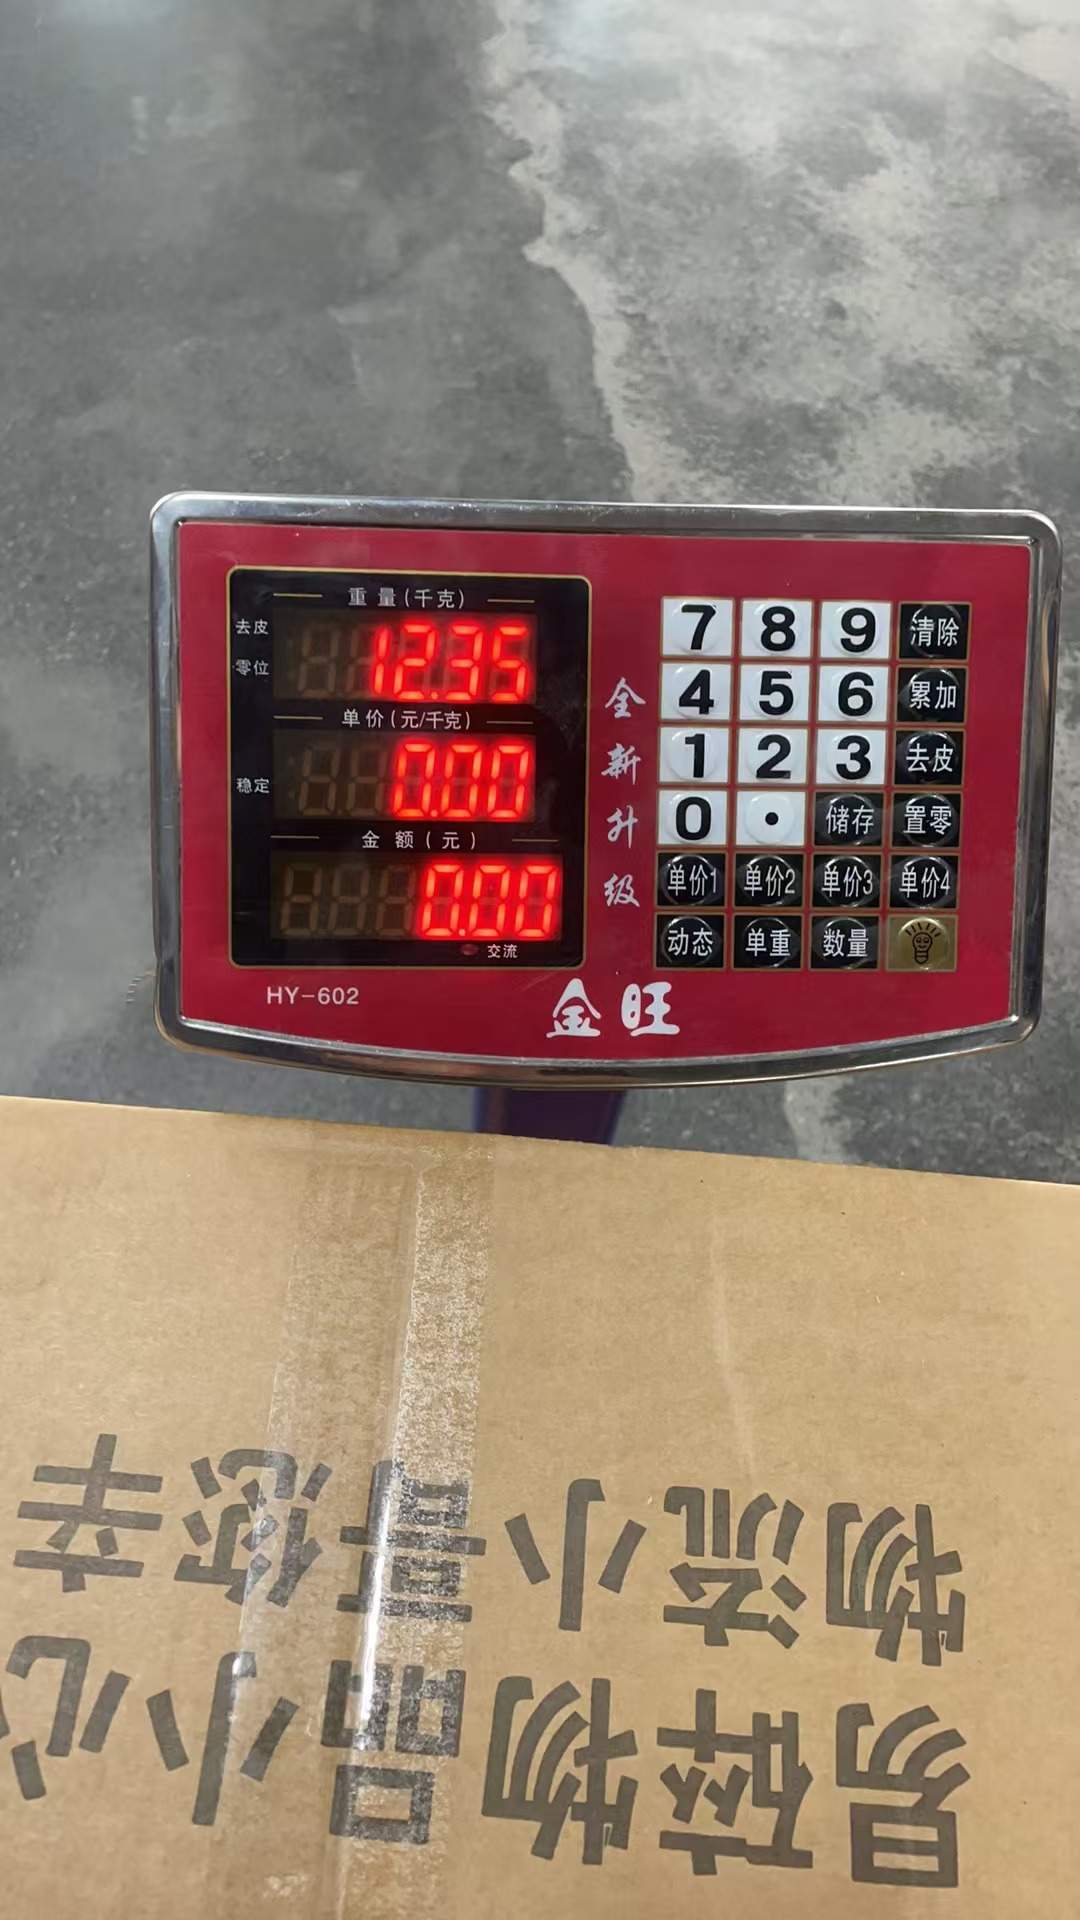 重量(千克)
去皮
零位
12.35
单价(元/千克)
稳定
0.00
金额(元)
0.00
交流
HY-602
全新升级
7 8 9 清除
4 5 6 累加
1 2 3 去皮
0 · 储存 置零
单价1 单价2 单价3 单价4
动态 单重 数量
金旺
易碎物品小心
物流小哥您辛